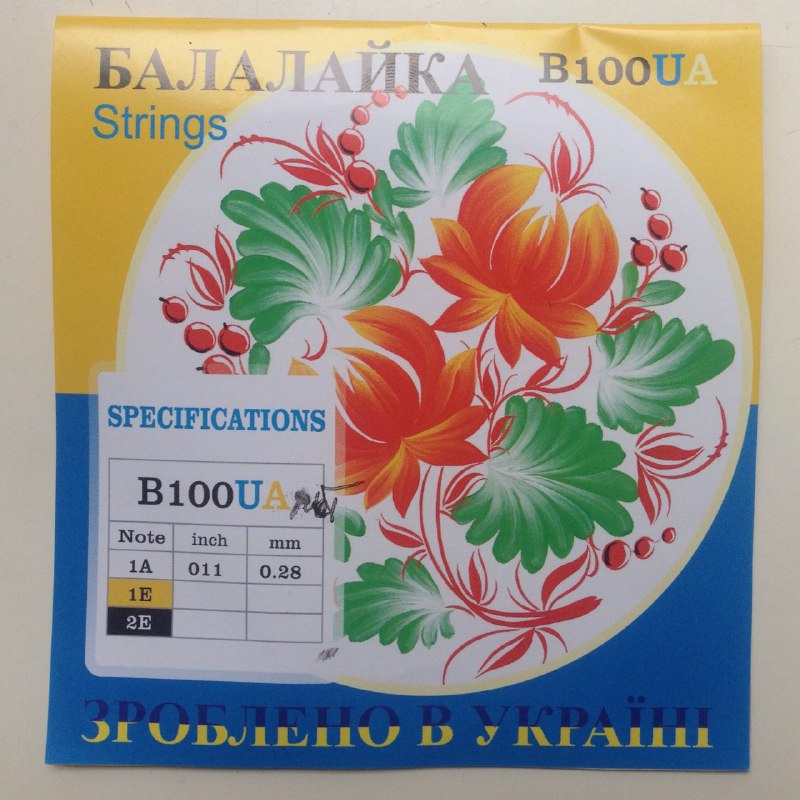 БАЛАЛАЙКА B100UA
Strings
SPECIFICATIONS
B100UA
Note inch mm
1A 011 0.28
1E
2E
ЗРОБЛЕНО В УКРАЇНІ